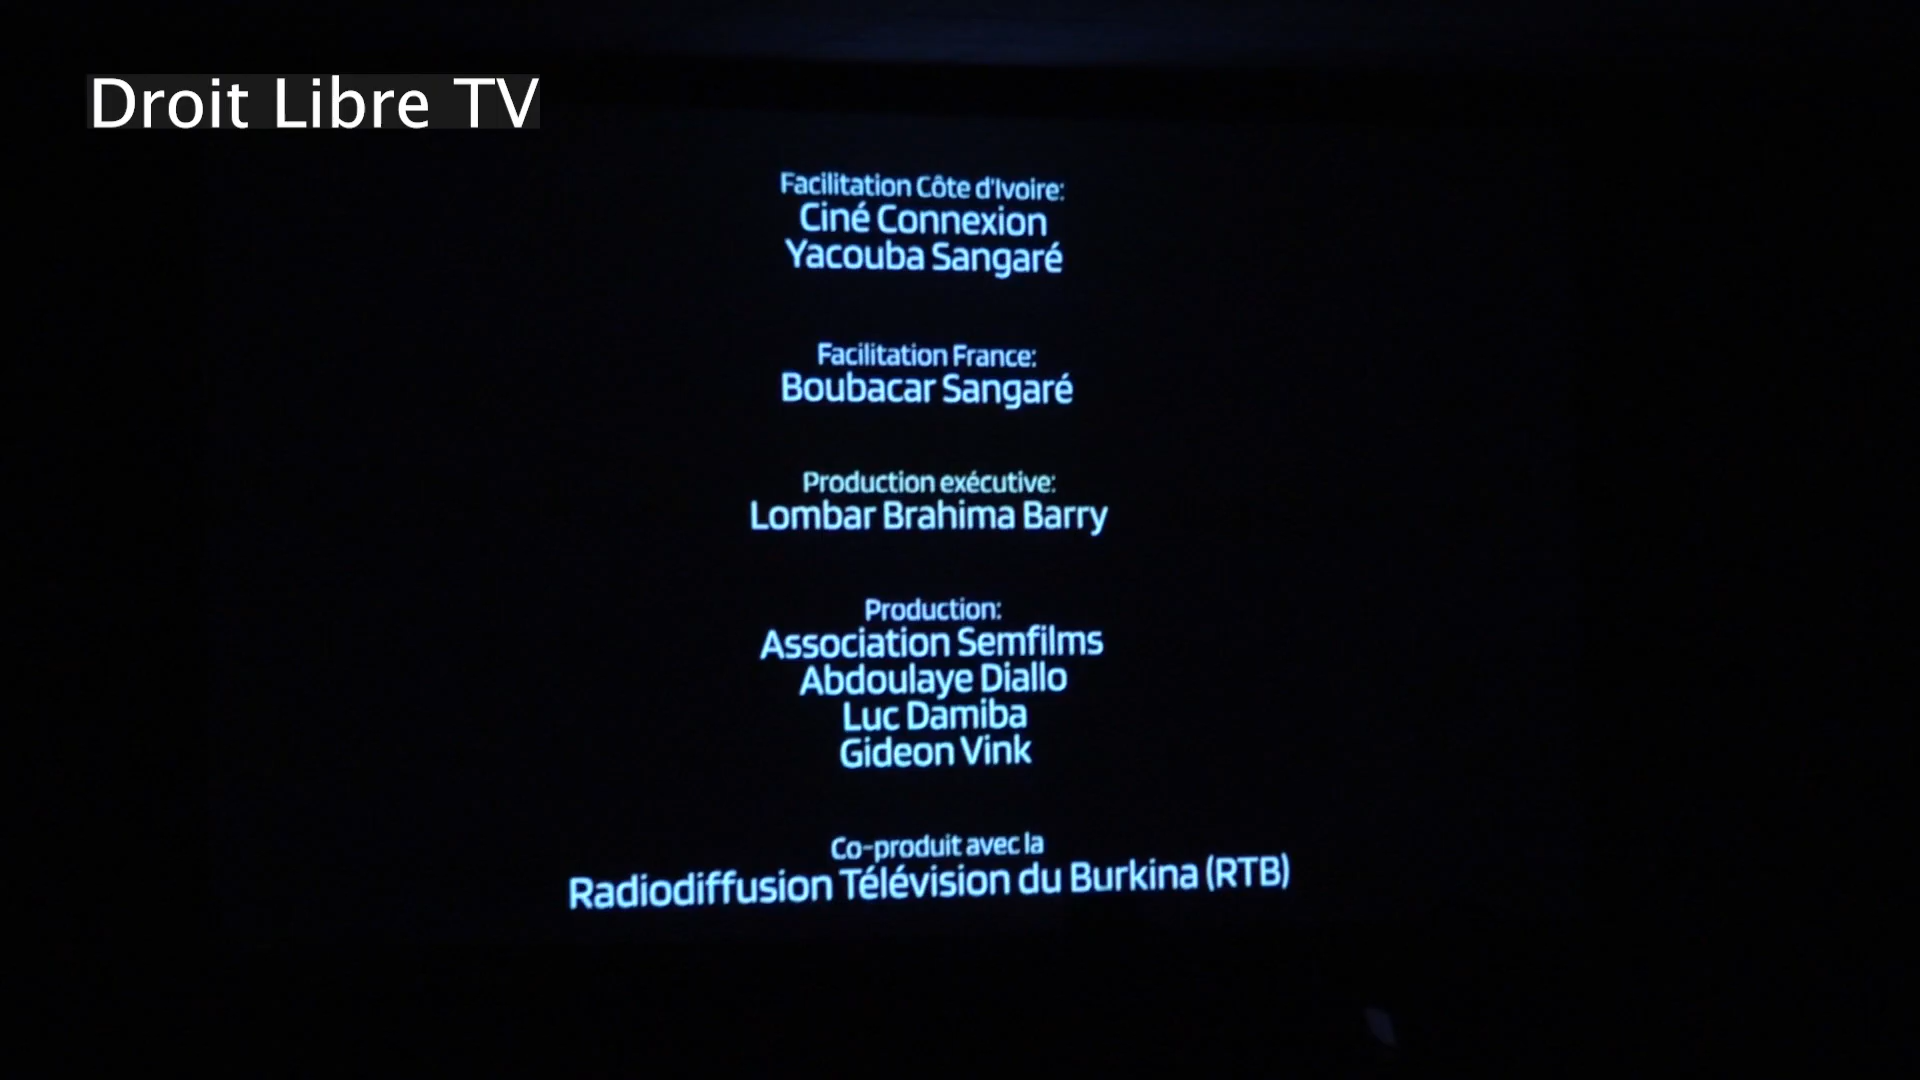 Droit Libre TV
Facilitation Côte d'Ivoire:
Ciné Connexion
Yacouba Sangaré
Facilitation France:
Boubacar Sangaré
Production exécutive:
Lombar Brahima Barry
Production:
Association Semfilms
Abdoulaye Diallo
Luc Damiba
Gideon Vink
Co-produit avec la
Radiodiffusion Télévision du Burkina (RTB)